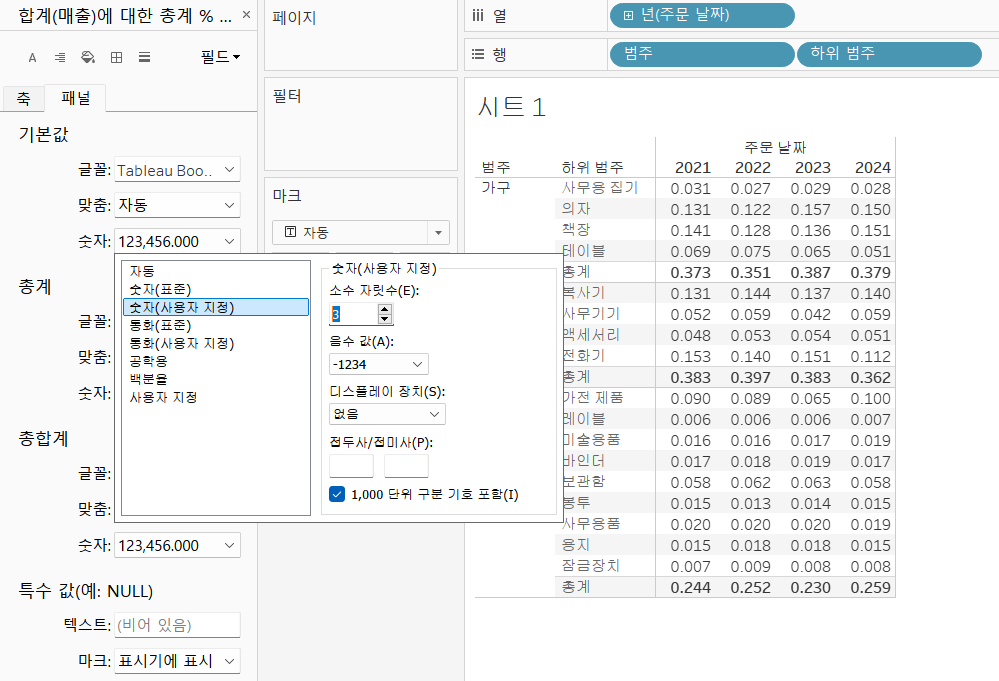 합계(매출)에 대한 총계 % ... ×
필드
축 패널
기본값
글꼴: Tableau Boo..
맞춤: 자동
숫자: 123,456.000
자동
숫자(표준)
숫자(사용자 지정)
통화(표준)
통화(사용자 지정)
공학용
백분율
사용자 지정
숫자(사용자 지정)
소수 자릿수(E):
3
음수 값(A):
-1234
디스플레이 장치(S):
없음
접두사/접미사(P):
1,000 단위 구분 기호 포함(I)
총계
글꼴:
맞춤:
숫자:
총합계
글꼴:
맞춤:
숫자: 123,456.000
특수 값(예: NULL)
텍스트: (비어 있음)
마크: 표시기에 표시
페이지
필터
마크
자동
열 년(주문 날짜)
행 범주 하위 범주
시트 1
주문 날짜
범주 하위 범주 2021 2022 2023 2024
가구 사무용 집기 0.031 0.027 0.029 0.028
의자 0.131 0.122 0.157 0.150
책장 0.141 0.128 0.136 0.151
테이블 0.069 0.075 0.065 0.051
총계 0.373 0.351 0.387 0.379
복사기 0.131 0.144 0.137 0.140
사무기기 0.052 0.059 0.042 0.059
액세서리 0.048 0.053 0.054 0.051
전화기 0.153 0.140 0.151 0.112
총계 0.383 0.397 0.383 0.362
가전 제품 0.090 0.089 0.065 0.100
레이블 0.006 0.006 0.006 0.007
미술용품 0.016 0.016 0.017 0.019
바인더 0.017 0.018 0.019 0.017
보관함 0.058 0.062 0.063 0.058
봉투 0.015 0.013 0.014 0.015
사무용품 0.020 0.020 0.020 0.019
용지 0.015 0.018 0.018 0.015
잠금장치 0.007 0.009 0.008 0.008
총계 0.244 0.252 0.230 0.259